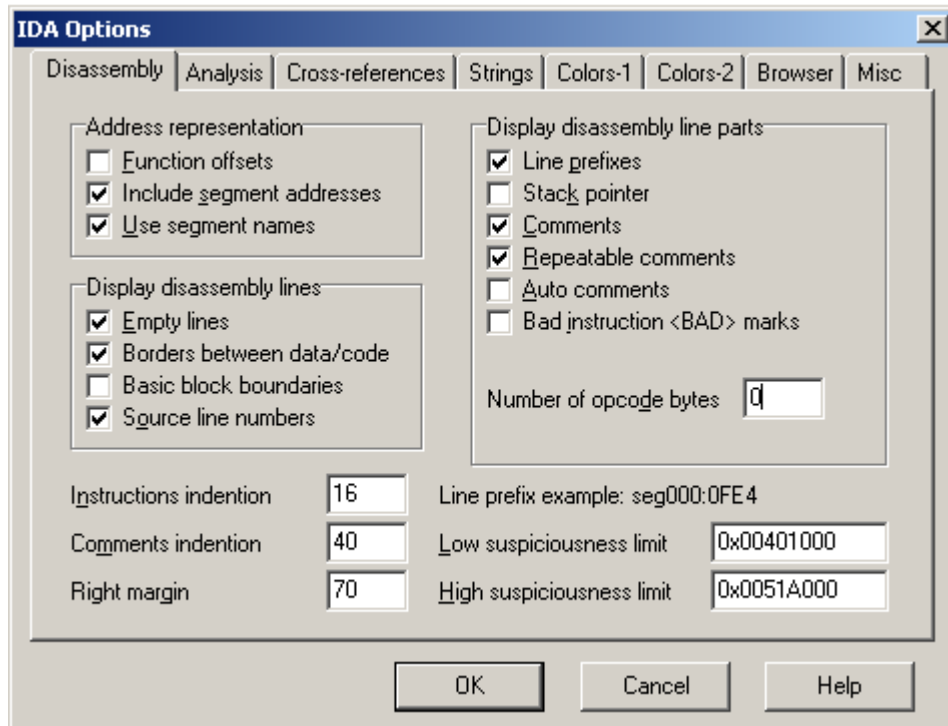 IDA Options
Disassembly Analysis Cross-references Strings Colors-1 Colors-2 Browser Misc
Address representation
Function offsets
Include segment addresses
Use segment names
Display disassembly lines
Empty lines
Borders between data/code
Basic block boundaries
Source line numbers
Display disassembly line parts
Line prefixes
Stack pointer
Comments
Repeatable comments
Auto comments
Bad instruction <BAD> marks
Number of opcode bytes 0
Instructions indention 16
Line prefix example: seg000:0FE4
Comments indention 40
Low suspiciousness limit 0x00401000
Right margin 70
High suspiciousness limit 0x0051A000
OK Cancel Help